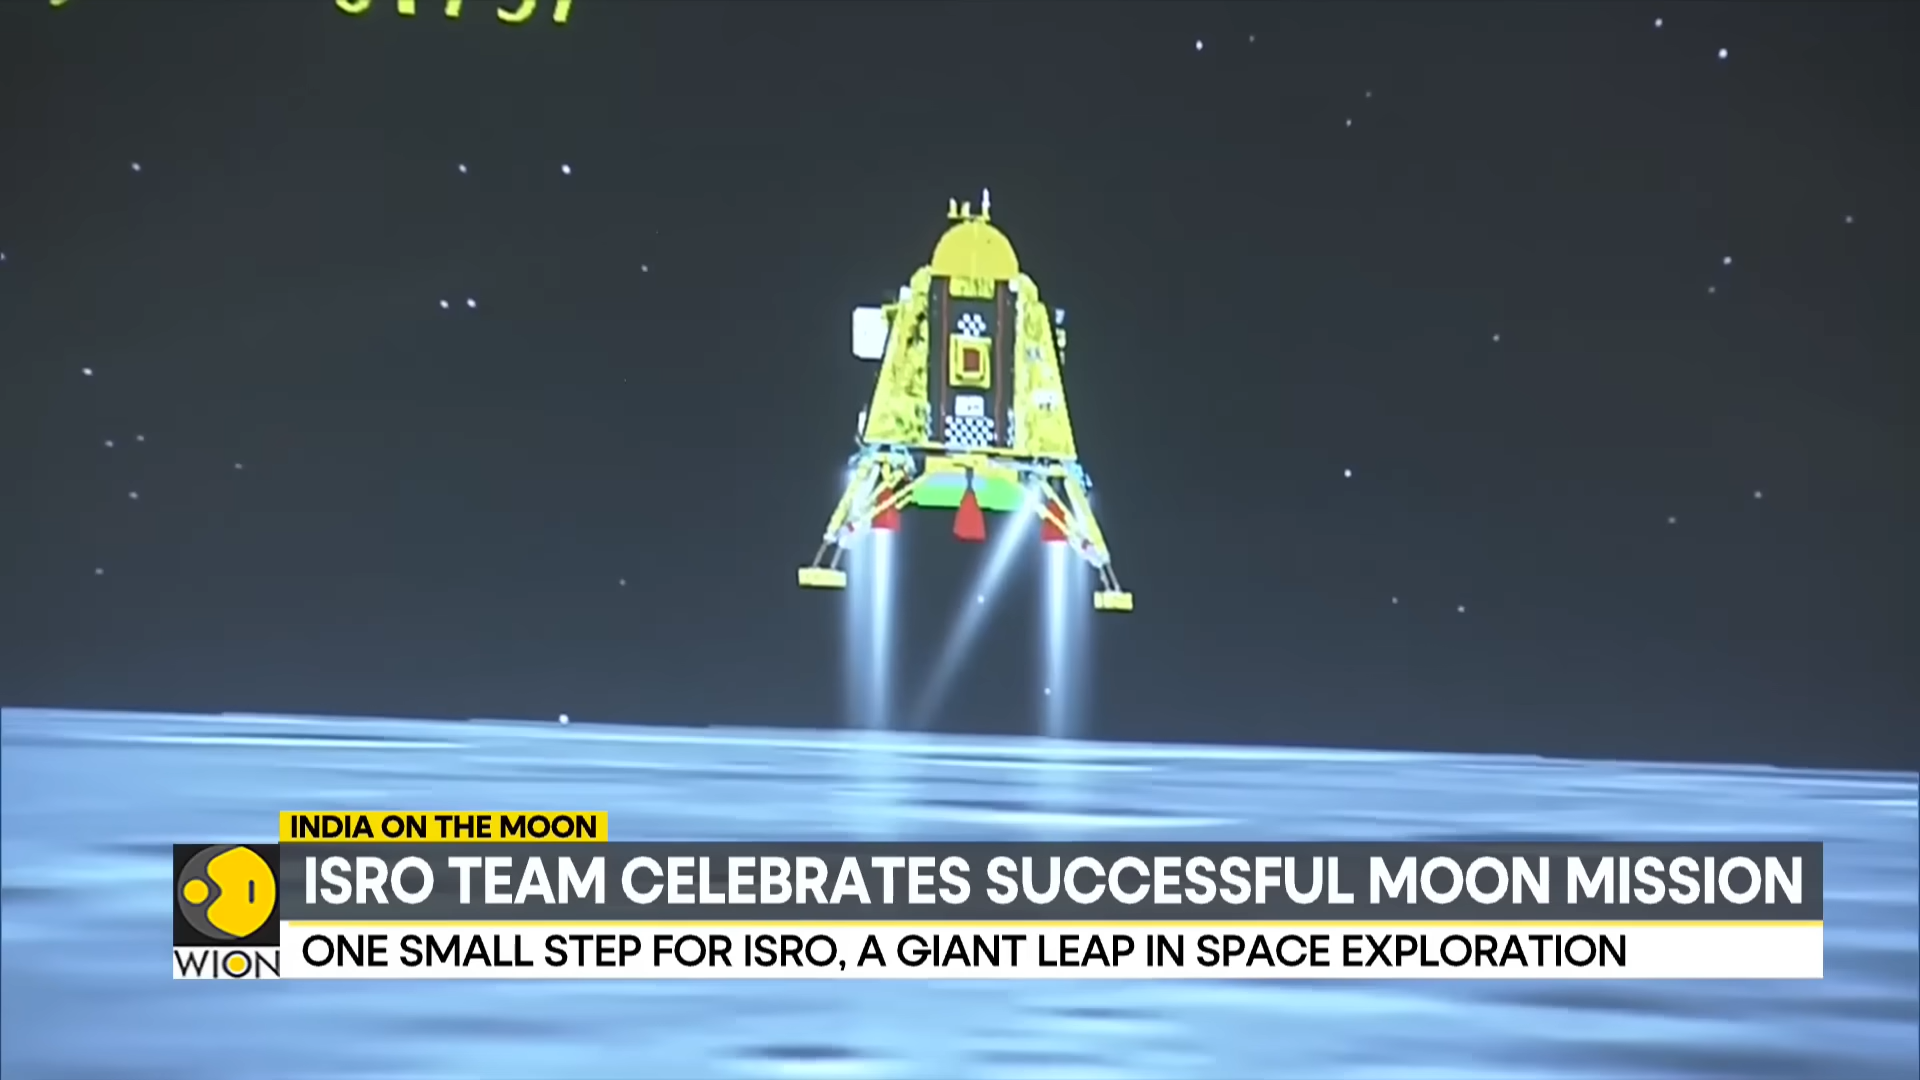 INDIA ON THE MOON
ISRO TEAM CELEBRATES SUCCESSFUL MOON MISSION
WION
ONE SMALL STEP FOR ISRO, A GIANT LEAP IN SPACE EXPLORATION